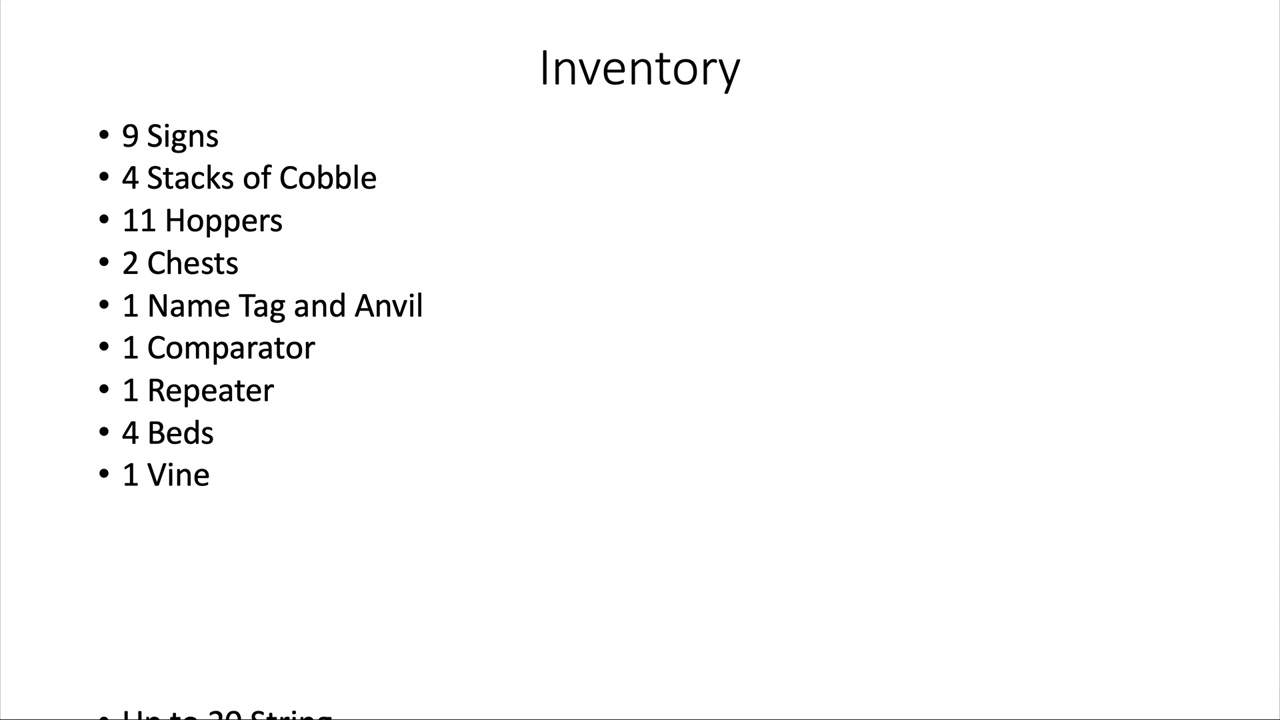 Inventory
• 9 Signs
• 4 Stacks of Cobble
• 11 Hoppers
• 2 Chests
• 1 Name Tag and Anvil
• 1 Comparator
• 1 Repeater
• 4 Beds
• 1 Vine
• Up to 20 String